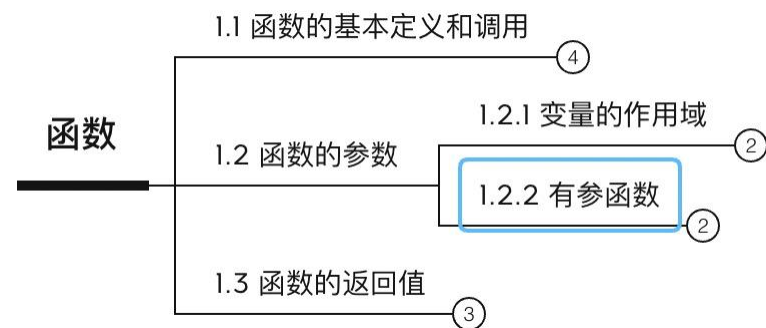 函数
1.1 函数的基本定义和调用
4
1.2 函数的参数
1.2.1 变量的作用域
2
1.2.2 有参函数
2
1.3 函数的返回值
3